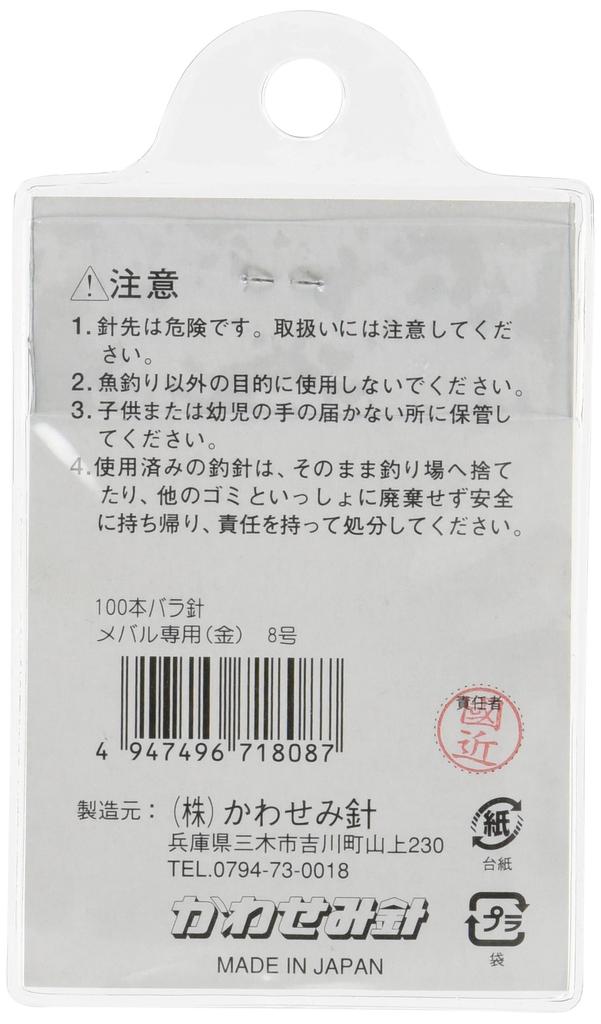 注意
1. 針先は危険です。取扱いには注意してくだ
さい。
2. 魚釣り以外の目的に使用しないでください。
3. 子供または幼児の手の届かない所に保管し
てください。
4. 使用済みの釣針は、そのまま釣り場へ捨て
たり、他のゴミといっしょに廃棄せず安全
に持ち帰り、責任を持って処分してください。
100本バラ針
メバル専用(金) 8号
4 947496 718087
責任者
國近
製造元：(株)かわせみ針
兵庫県三木市吉川町山上230
TEL.0794-73-0018
かわせみ針
MADE IN JAPAN
紙
台紙
プラ
袋